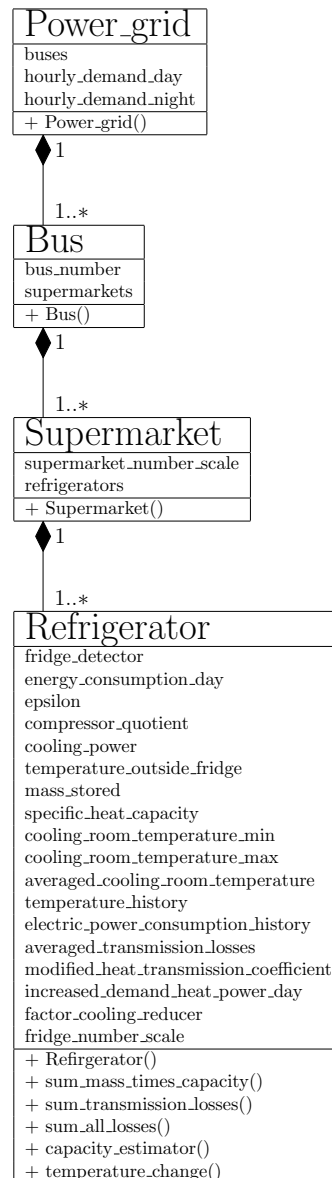 Power_grid
buses
hourly_demand_day
hourly_demand_night
+ Power_grid()
1
1..*
Bus
bus_number
supermarkets
+ Bus()
1
1..*
Supermarket
supermarket_number_scale
refrigerators
+ Supermarket()
1
1..*
Refrigerator
fridge_detector
energy_consumption_day
epsilon
compressor_quotient
cooling_power
temperature_outside_fridge
mass_stored
specific_heat_capacity
cooling_room_temperature_min
cooling_room_temperature_max
averaged_cooling_room_temperature
temperature_history
electric_power_consumption_history
averaged_transmission_losses
modified_heat_transmission_coefficient
increased_demand_heat_power_day
factor_cooling_reducer
fridge_number_scale
+ Refirgerator()
+ sum_mass_times_capacity()
+ sum_transmission_losses()
+ sum_all_losses()
+ capacity_estimator()
+ temperature_change()